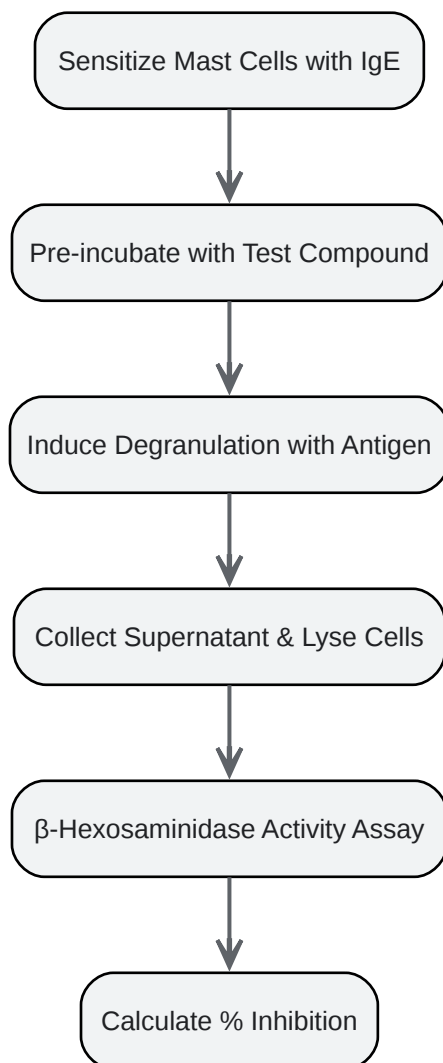 Sensitize Mast Cells with IgE
Pre-incubate with Test Compound
Induce Degranulation with Antigen
Collect Supernatant & Lyse Cells
β-Hexosaminidase Activity Assay
Calculate % Inhibition